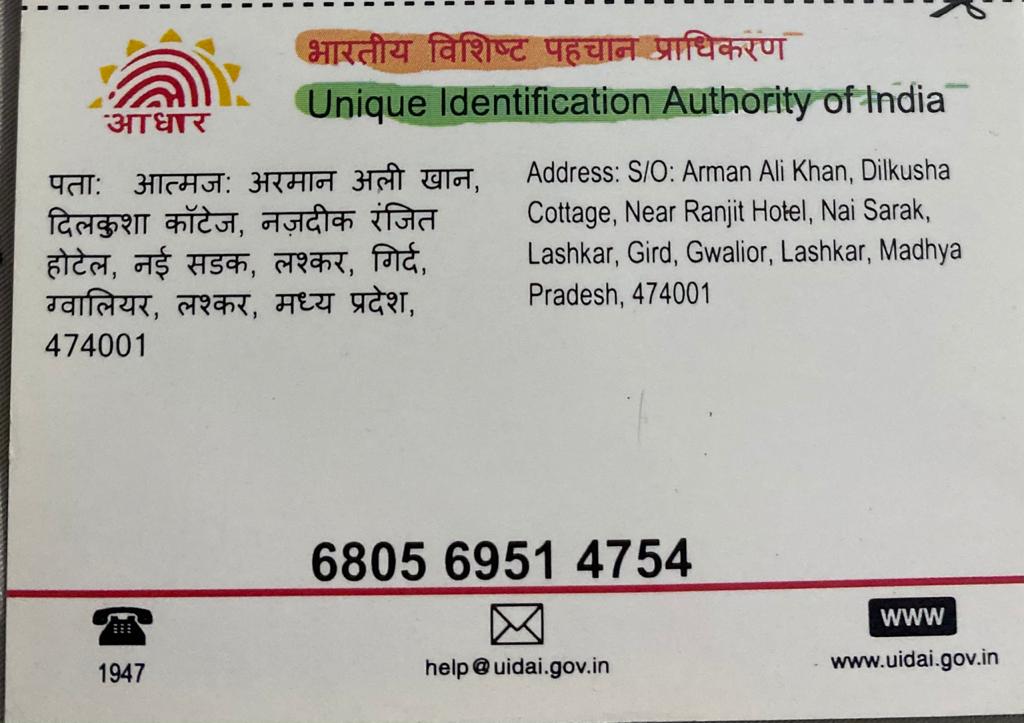 भारतीय विशिष्ट पहचान प्राधिकरण
Unique Identification Authority of India
आधार
पता: आत्मज: अरमान अली खान,
दिलकुशा कॉटेज, नज़दीक रंजित
होटेल, नई सडक, लश्कर, गिर्द,
ग्वालियर, लश्कर, मध्य प्रदेश,
474001
Address: S/O: Arman Ali Khan, Dilkusha
Cottage, Near Ranjit Hotel, Nai Sarak,
Lashkar, Gird, Gwalior, Lashkar, Madhya
Pradesh, 474001
6805 6951 4754
1947
help@uidai.gov.in
WWW
www.uidai.gov.in